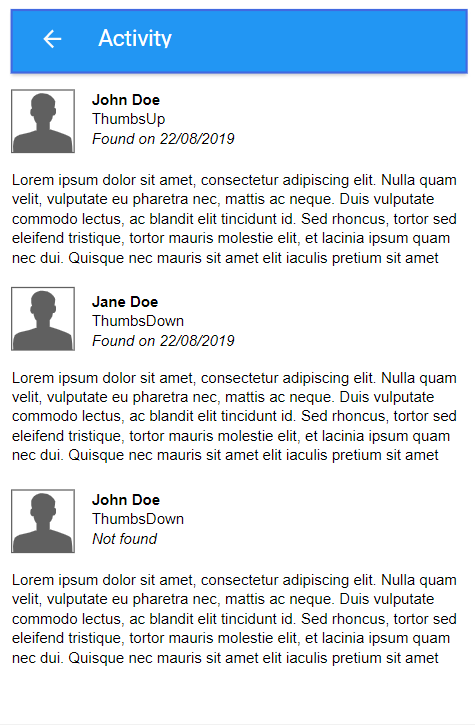 Activity
John Doe
ThumbsUp
Found on 22/08/2019
Lorem ipsum dolor sit amet, consectetur adipiscing elit. Nulla quam
velit, vulputate eu pharetra nec, mattis ac neque. Duis vulputate
commodo lectus, ac blandit elit tincidunt id. Sed rhoncus, tortor sed
eleifend tristique, tortor mauris molestie elit, et lacinia ipsum quam
nec dui. Quisque nec mauris sit amet elit iaculis pretium sit amet
Jane Doe
ThumbsDown
Found on 22/08/2019
Lorem ipsum dolor sit amet, consectetur adipiscing elit. Nulla quam
velit, vulputate eu pharetra nec, mattis ac neque. Duis vulputate
commodo lectus, ac blandit elit tincidunt id. Sed rhoncus, tortor sed
eleifend tristique, tortor mauris molestie elit, et lacinia ipsum quam
nec dui. Quisque nec mauris sit amet elit iaculis pretium sit amet
John Doe
ThumbsDown
Not found
Lorem ipsum dolor sit amet, consectetur adipiscing elit. Nulla quam
velit, vulputate eu pharetra nec, mattis ac neque. Duis vulputate
commodo lectus, ac blandit elit tincidunt id. Sed rhoncus, tortor sed
eleifend tristique, tortor mauris molestie elit, et lacinia ipsum quam
nec dui. Quisque nec mauris sit amet elit iaculis pretium sit amet